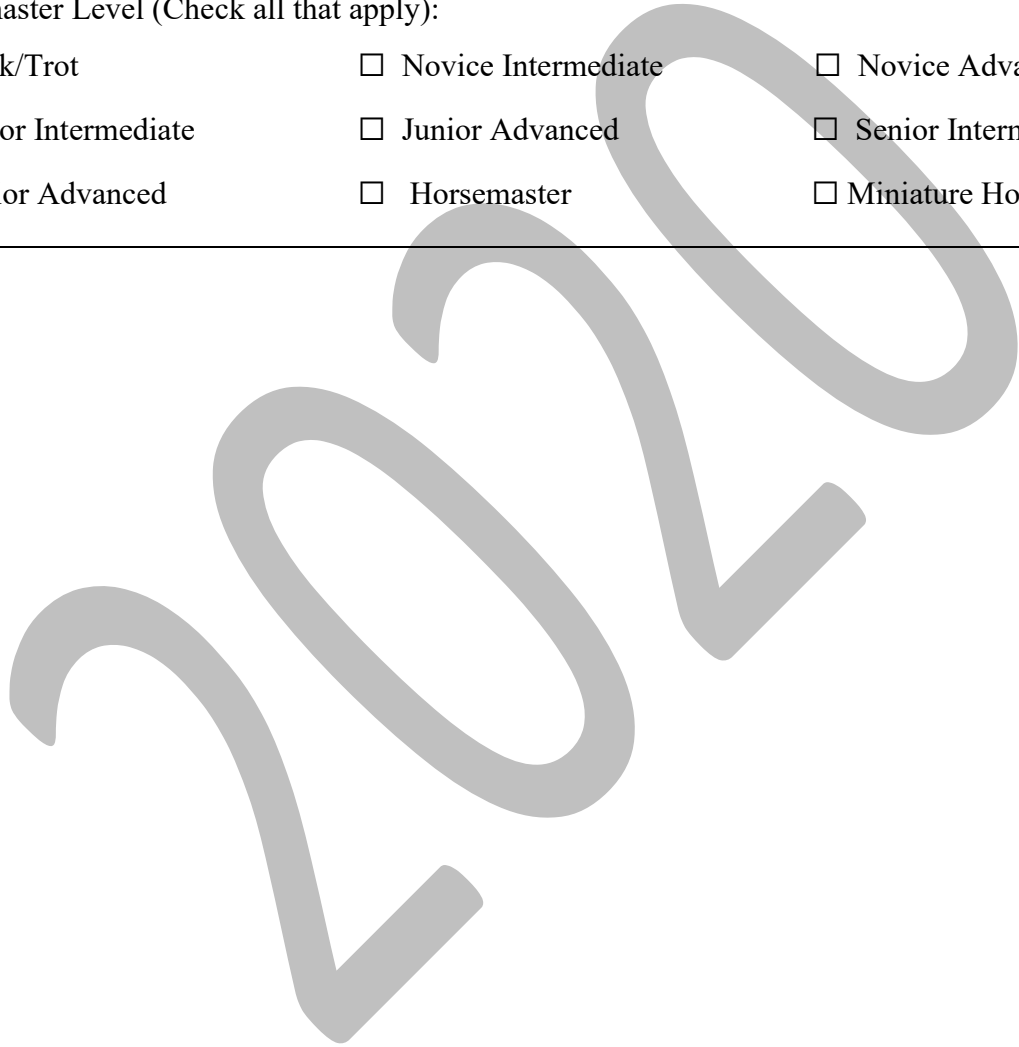 aster Level (Check all that apply):
k/Trot ☐ Novice Intermediate ☐ Novice Adva
or Intermediate ☐ Junior Advanced ☐ Senior Intern
or Advanced ☐ Horsemaster ☐ Miniature Ho
2020